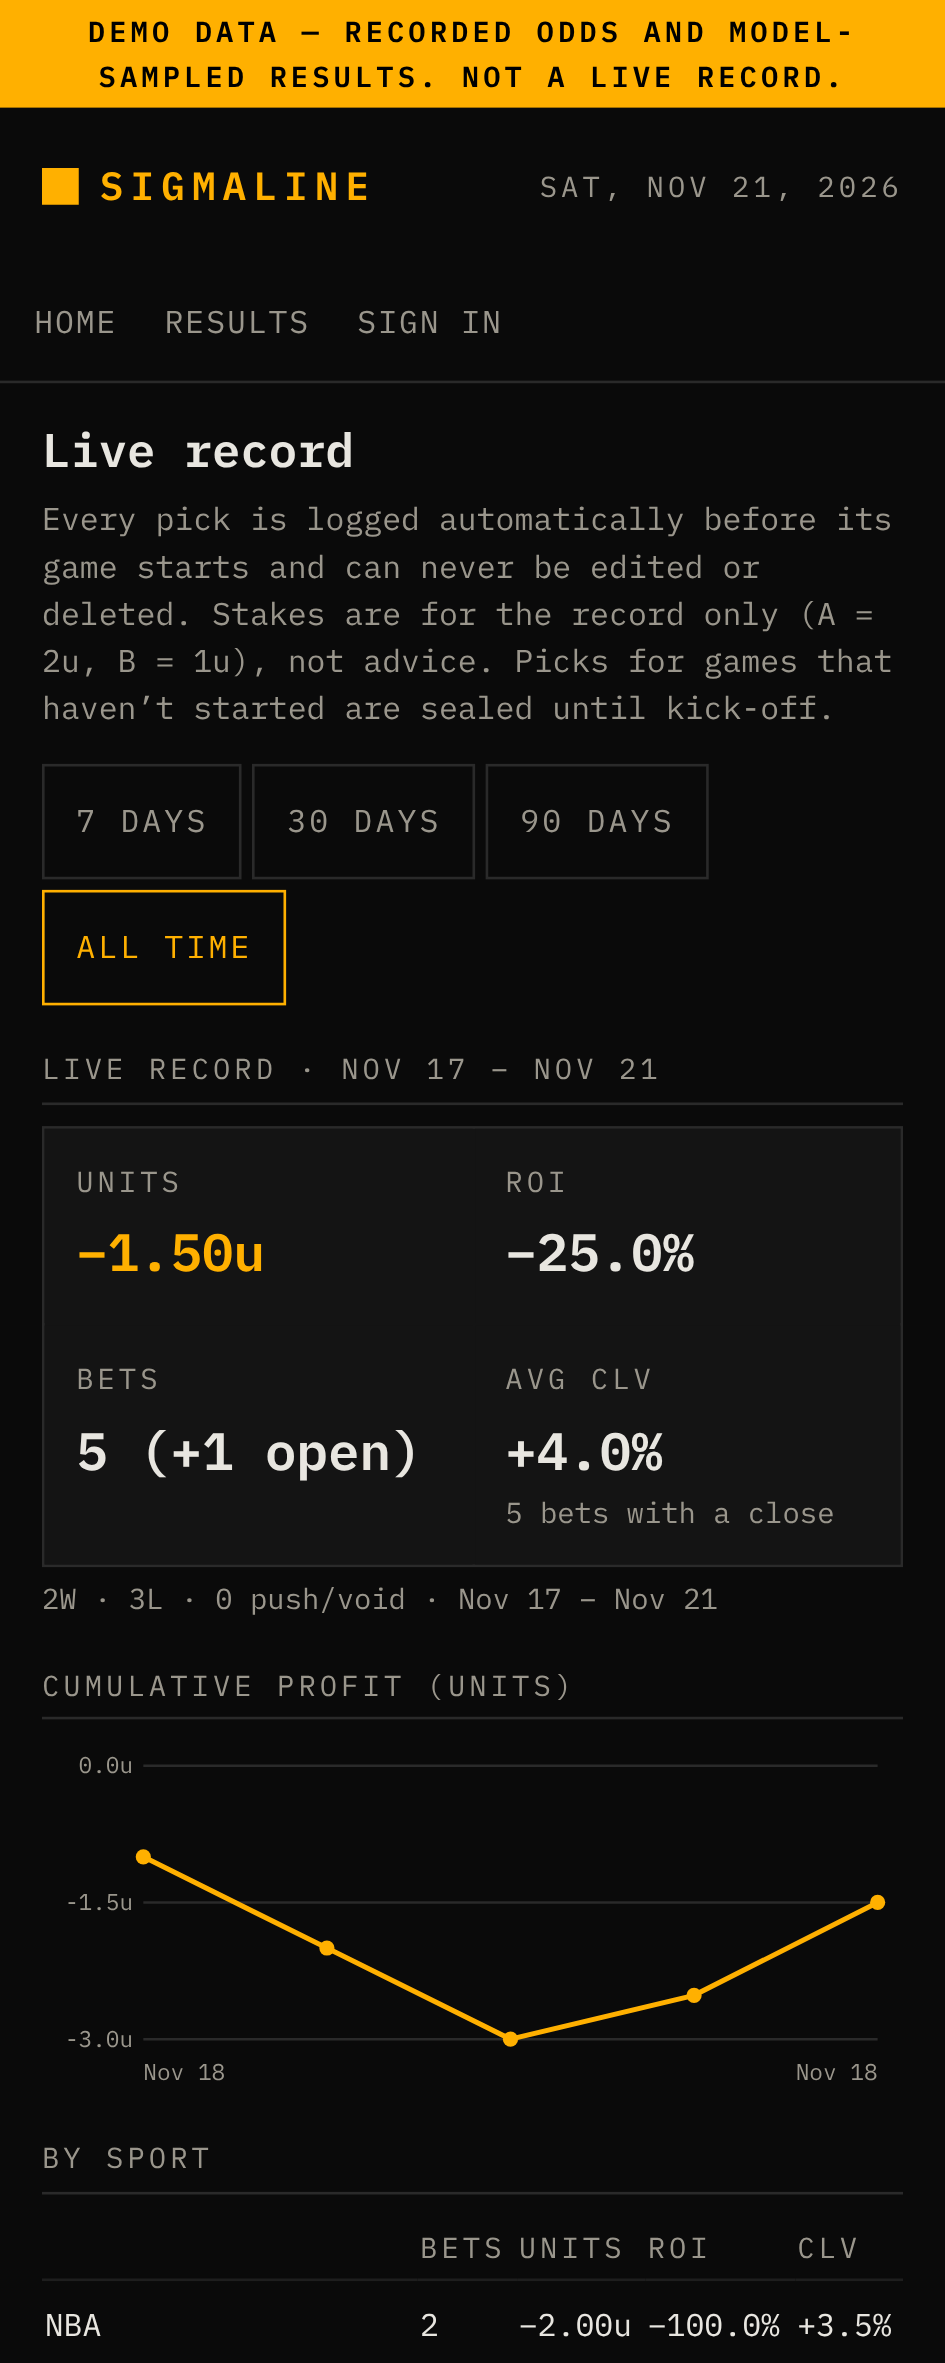 DEMO DATA — RECORDED ODDS AND MODEL-
SAMPLED RESULTS. NOT A LIVE RECORD.
SIGMALINE
SAT, NOV 21, 2026
HOME RESULTS SIGN IN
Live record
Every pick is logged automatically before its
game starts and can never be edited or
deleted. Stakes are for the record only (A =
2u, B = 1u), not advice. Picks for games that
haven’t started are sealed until kick-off.
7 DAYS 30 DAYS 90 DAYS
ALL TIME
LIVE RECORD · NOV 17 – NOV 21
UNITS ROI
−1.50u −25.0%
BETS AVG CLV
5 (+1 open) +4.0%
5 bets with a close
2W · 3L · 0 push/void · Nov 17 – Nov 21
CUMULATIVE PROFIT (UNITS)
0.0u
-1.5u
-3.0u
Nov 18 Nov 18
BY SPORT
BETS UNITS ROI CLV
NBA 2 −2.00u −100.0% +3.5%